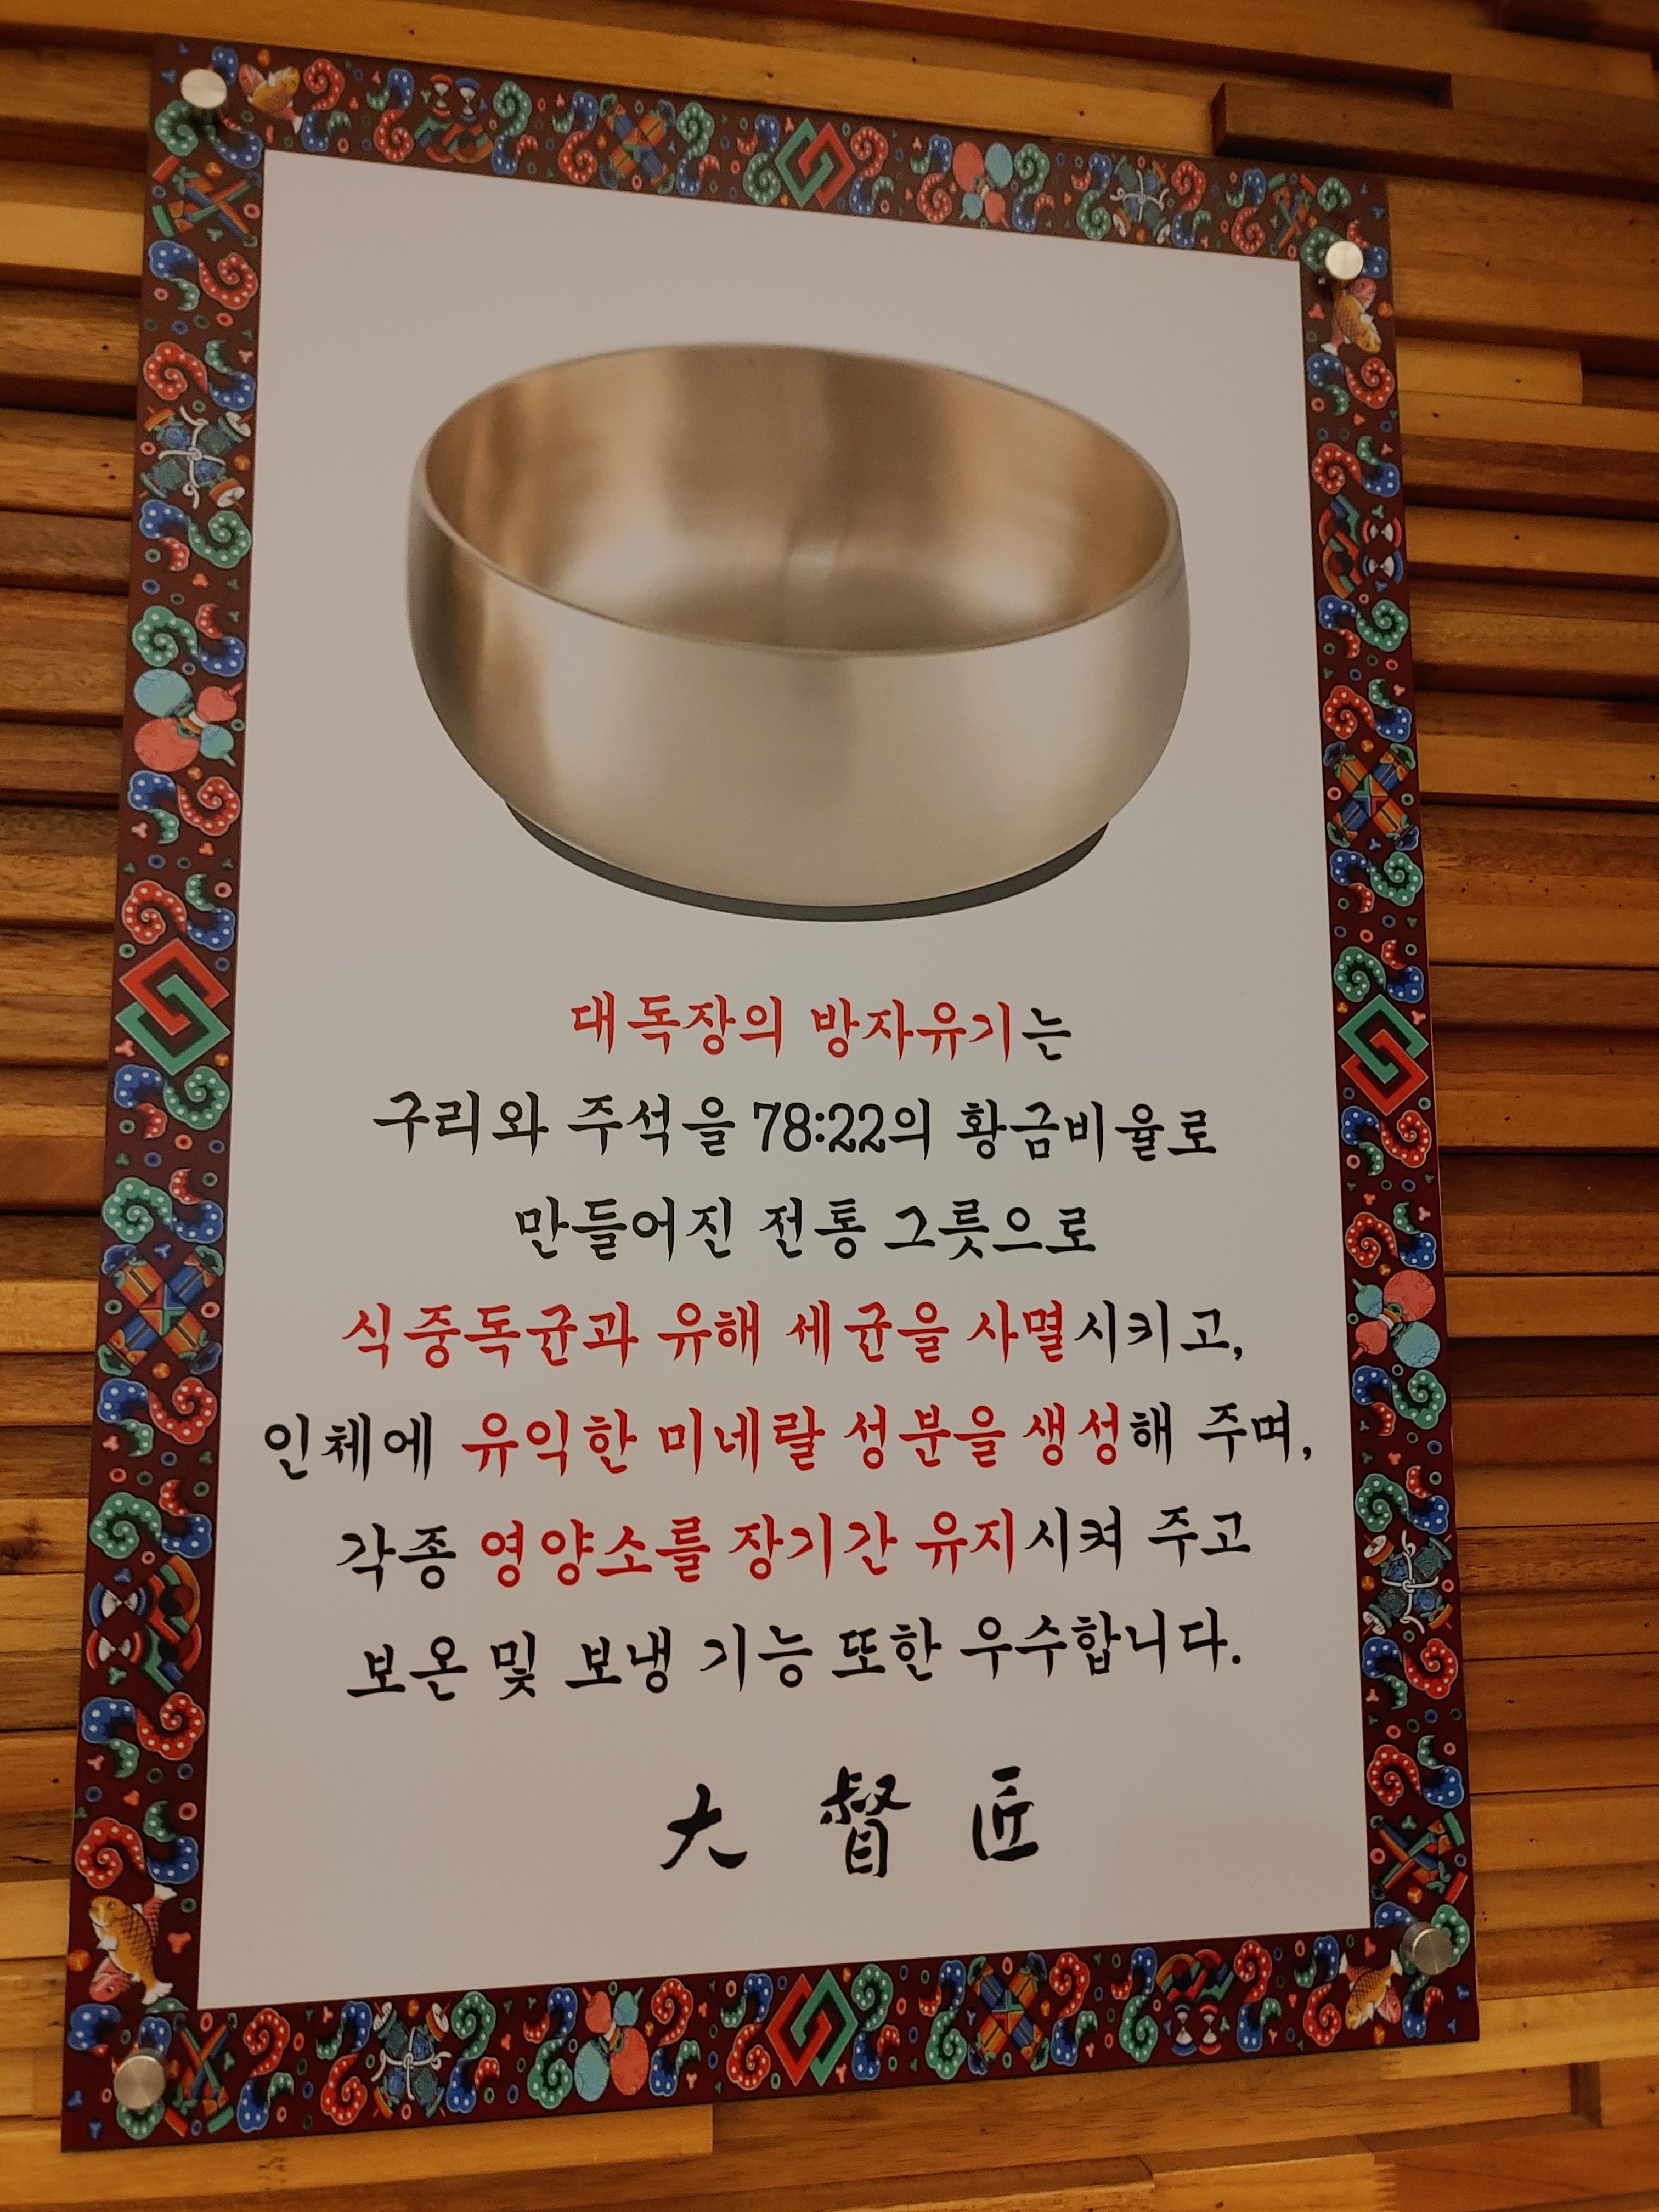 대독장의 방자유기는
구리와 주석을 78:22의 황금비율로
만들어진 전통 그릇으로
식중독균과 유해 세균을 사멸시키고,
인체에 유익한 미네랄 성분을 생성해 주며,
각종 영양소를 장기간 유지시켜 주고
보온 및 보냉 기능 또한 우수합니다.
大 督 匠